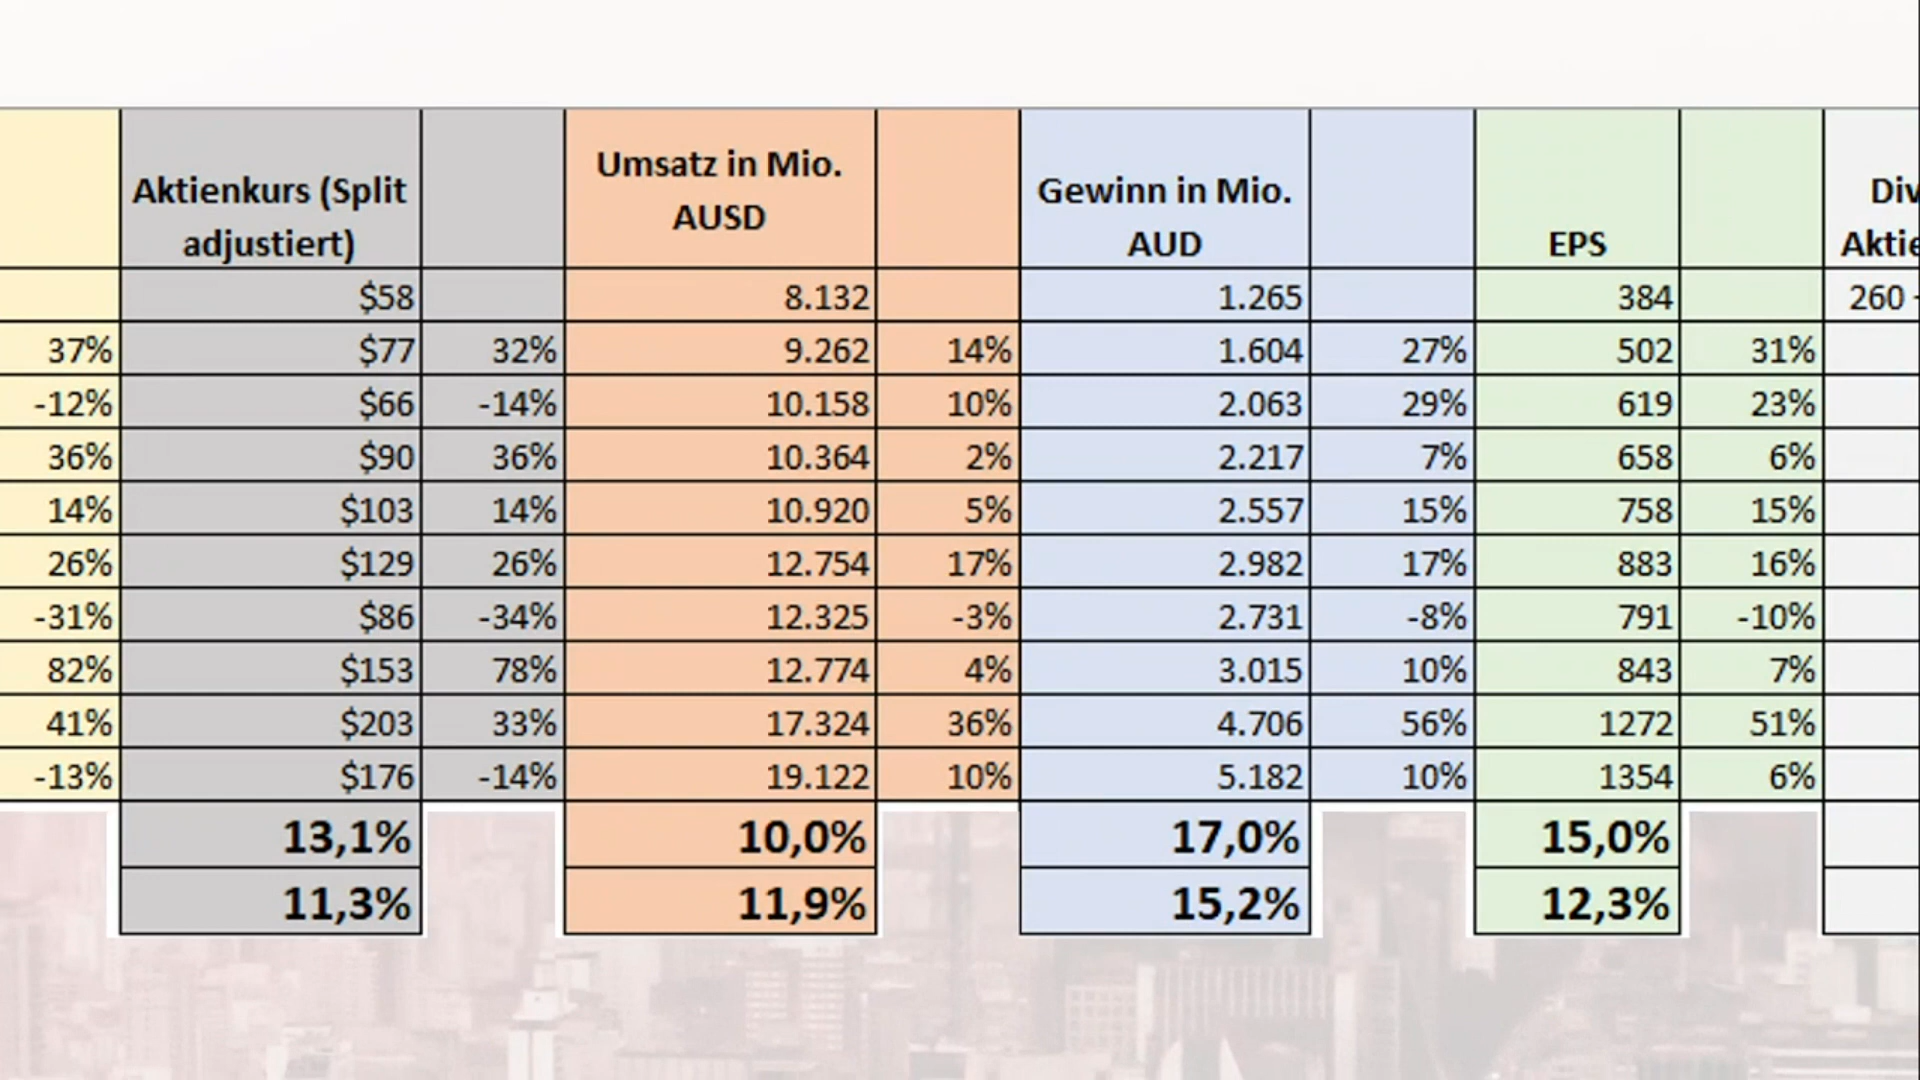 Aktienkurs (Split adjustiert) Umsatz in Mio. AUSD Gewinn in Mio. AUD EPS Div Aktie
$58 8.132 1.265 384 260 -
37% $77 32% 9.262 14% 1.604 27% 502 31%
-12% $66 -14% 10.158 10% 2.063 29% 619 23%
36% $90 36% 10.364 2% 2.217 7% 658 6%
14% $103 14% 10.920 5% 2.557 15% 758 15%
26% $129 26% 12.754 17% 2.982 17% 883 16%
-31% $86 -34% 12.325 -3% 2.731 -8% 791 -10%
82% $153 78% 12.774 4% 3.015 10% 843 7%
41% $203 33% 17.324 36% 4.706 56% 1272 51%
-13% $176 -14% 19.122 10% 5.182 10% 1354 6%
13,1% 10,0% 17,0% 15,0%
11,3% 11,9% 15,2% 12,3%